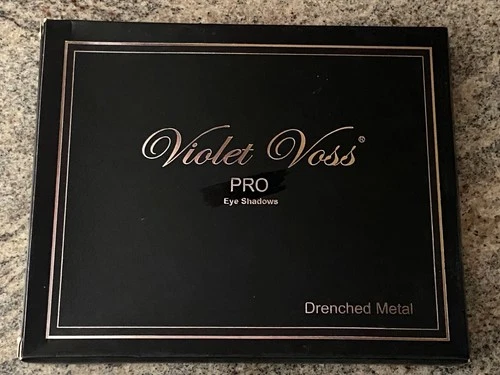 Violet Voss®
PRO
Eye Shadows
Drenched Metal